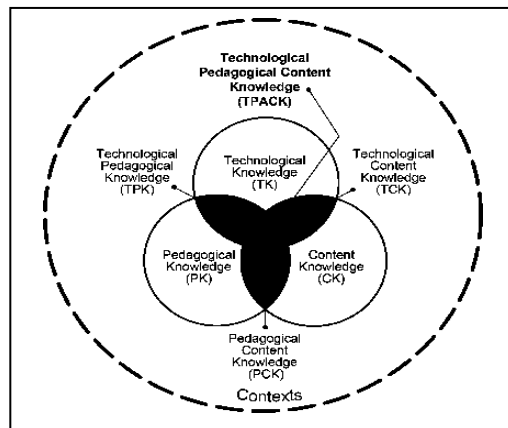 Technological
Pedagogical Content
Knowledge
(TPACK)
Technological
Pedagogical
Knowledge
(TPK)
Technological
Knowledge
(TK)
Technological
Content
Knowledge
(TCK)
Pedagogical
Knowledge
(PK)
Content
Knowledge
(CK)
Pedagogical
Content
Knowledge
(PCK)
Contexts